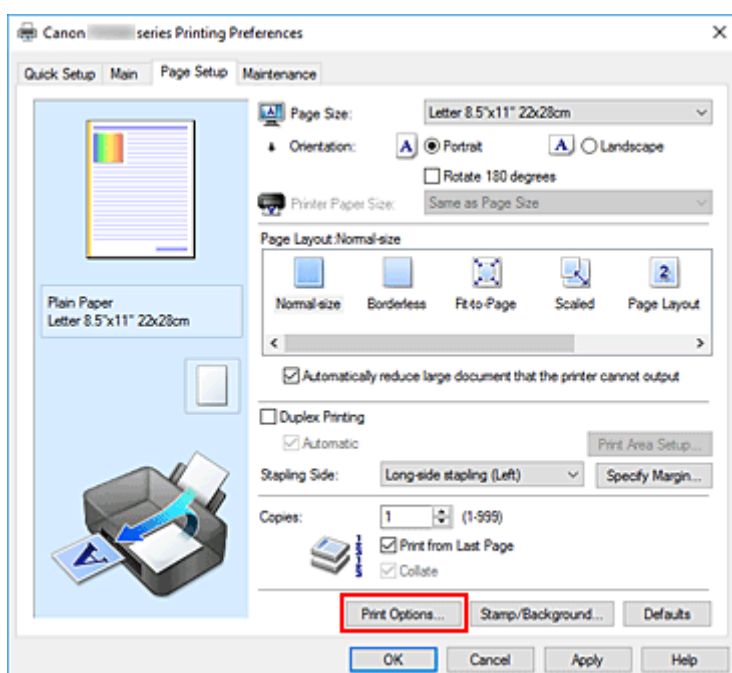 Canon series Printing Preferences
Quick Setup Main Page Setup Maintenance
Page Size: Letter 8.5"x11" 22x28cm
Orientation: A Portrait A Landscape
Rotate 180 degrees
Printer Paper Size: Same as Page Size
Page Layout:Normal-size
2
Normal-size Borderless Fit-to-Page Scaled Page Layout
Automatically reduce large document that the printer cannot output
Plain Paper
Letter 8.5"x11" 22x28cm
Duplex Printing
Automatic Print Area Setup...
Stapling Side: Long-side stapling (Left) Specify Margin...
Copies: 1 (1-999)
Print from Last Page
Collate
A
Print Options... Stamp/Background... Defaults
OK Cancel Apply Help